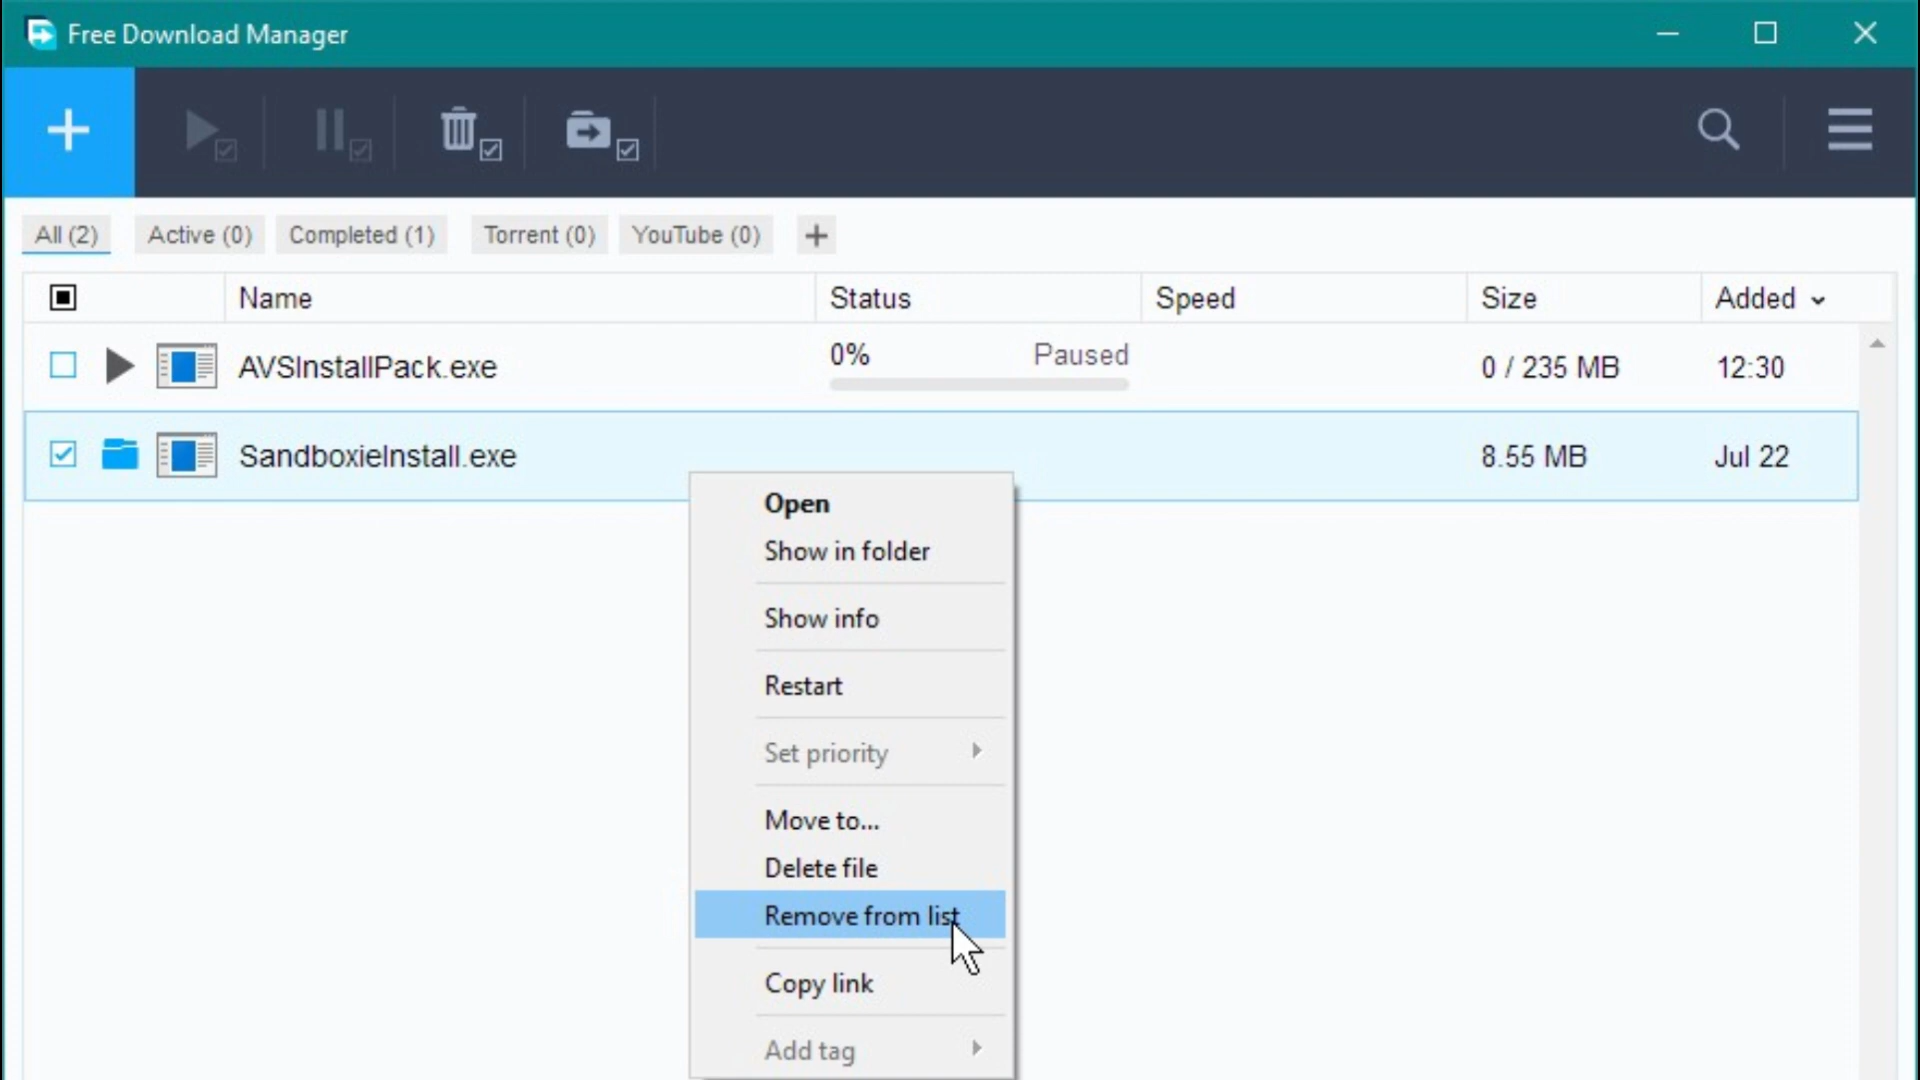 Free Download Manager
All (2) Active (0) Completed (1) Torrent (0) YouTube (0)
Name Status Speed Size Added
AVSInstallPack.exe 0% Paused 0 / 235 MB 12:30
SandboxieInstall.exe 8.55 MB Jul 22
Open
Show in folder
Show info
Restart
Set priority
Move to...
Delete file
Remove from list
Copy link
Add tag